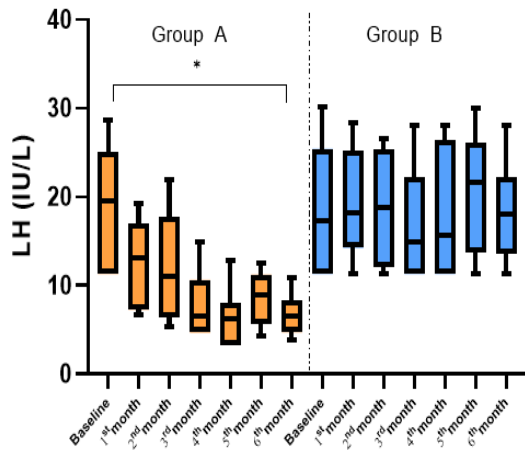 Group A
Group B
*
LH (IU/L)
40
30
20
10
0
Baseline
1st month
2nd month
3rd month
4th month
5th month
6th month
Baseline
1st month
2nd month
3rd month
4th month
5th month
6th month